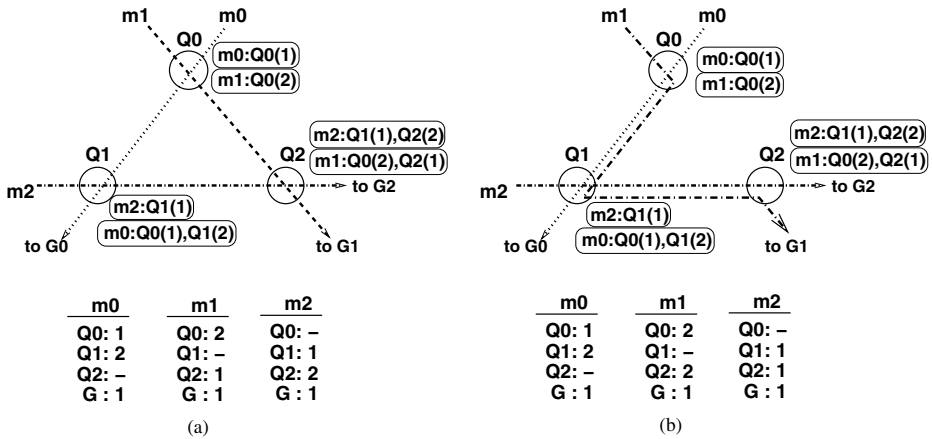 m1 m0
Q0
m0:Q0(1)
m1:Q0(2)
Q1
Q2
m2:Q1(1),Q2(2)
m1:Q0(2),Q2(1)
m2
to G2
m2:Q1(1)
m0:Q0(1),Q1(2)
to G0
to G1
m0 m1 m2
Q0: 1 Q0: 2 Q0: –
Q1: 2 Q1: – Q1: 1
Q2: – Q2: 1 Q2: 2
G : 1 G : 1 G : 1
(a)
m1 m0
Q0
m0:Q0(1)
m1:Q0(2)
Q1
Q2
m2:Q1(1),Q2(2)
m1:Q0(2),Q2(1)
m2
to G2
m2:Q1(1)
m0:Q0(1),Q1(2)
to G0
to G1
m0 m1 m2
Q0: 1 Q0: 2 Q0: –
Q1: 2 Q1: – Q1: 1
Q2: – Q2: 2 Q2: 1
G : 1 G : 1 G : 1
(b)